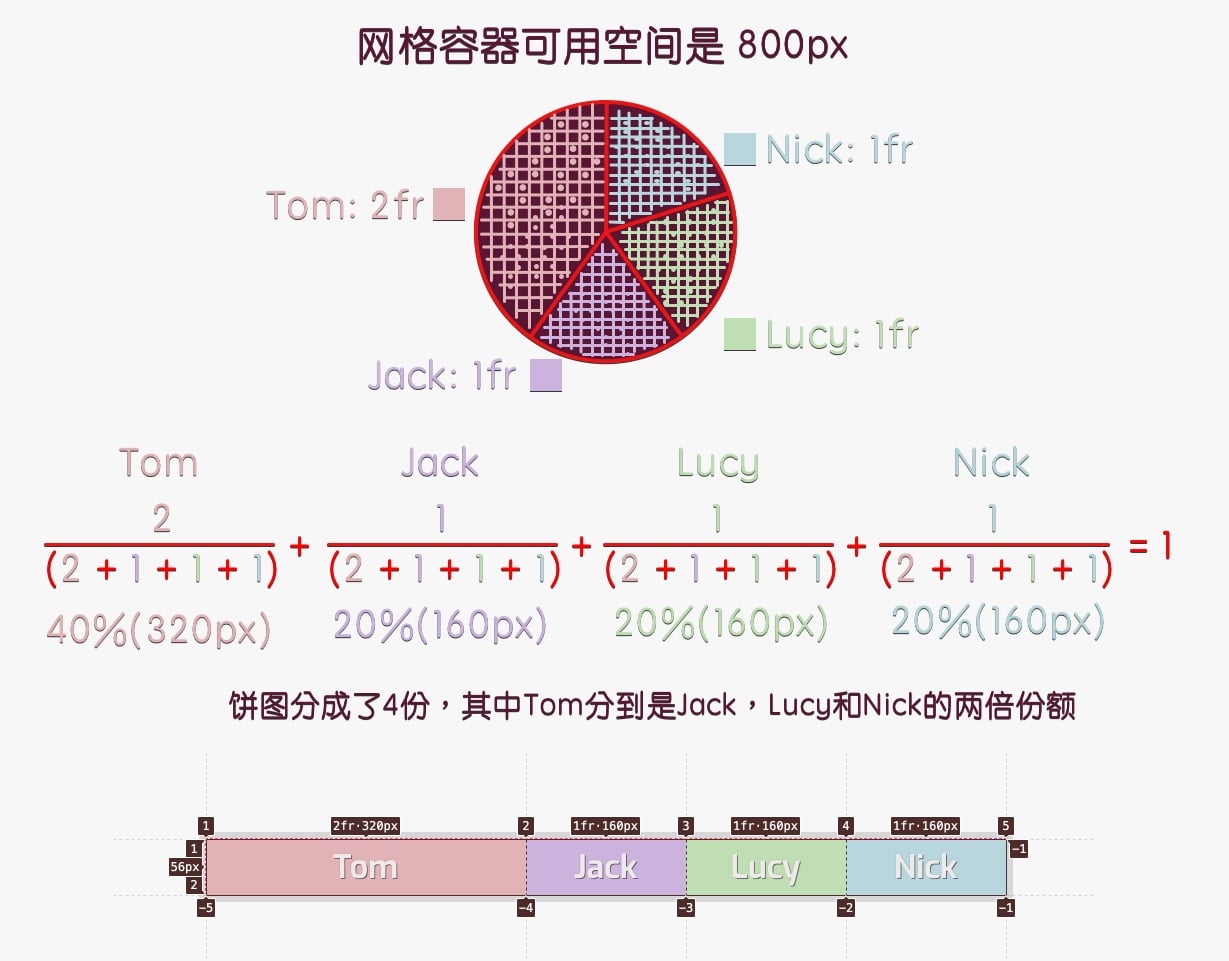 网格容器可用空间是 800px
Nick: 1fr
Tom: 2fr
Lucy: 1fr
Jack: 1fr
Tom Jack Lucy Nick
2 1 1 1
+ + + = 1
(2 + 1 + 1 + 1) (2 + 1 + 1 + 1) (2 + 1 + 1 + 1) (2 + 1 + 1 + 1)
40%(320px) 20%(160px) 20%(160px) 20%(160px)
饼图分成了4份，其中Tom分到是Jack，Lucy和Nick的两倍份额
1 2fr·320px 2 1fr·160px 3 1fr·160px 4 1fr·160px 5
1 -1
56px Tom Jack Lucy Nick
2
-5 -4 -3 -2 -1